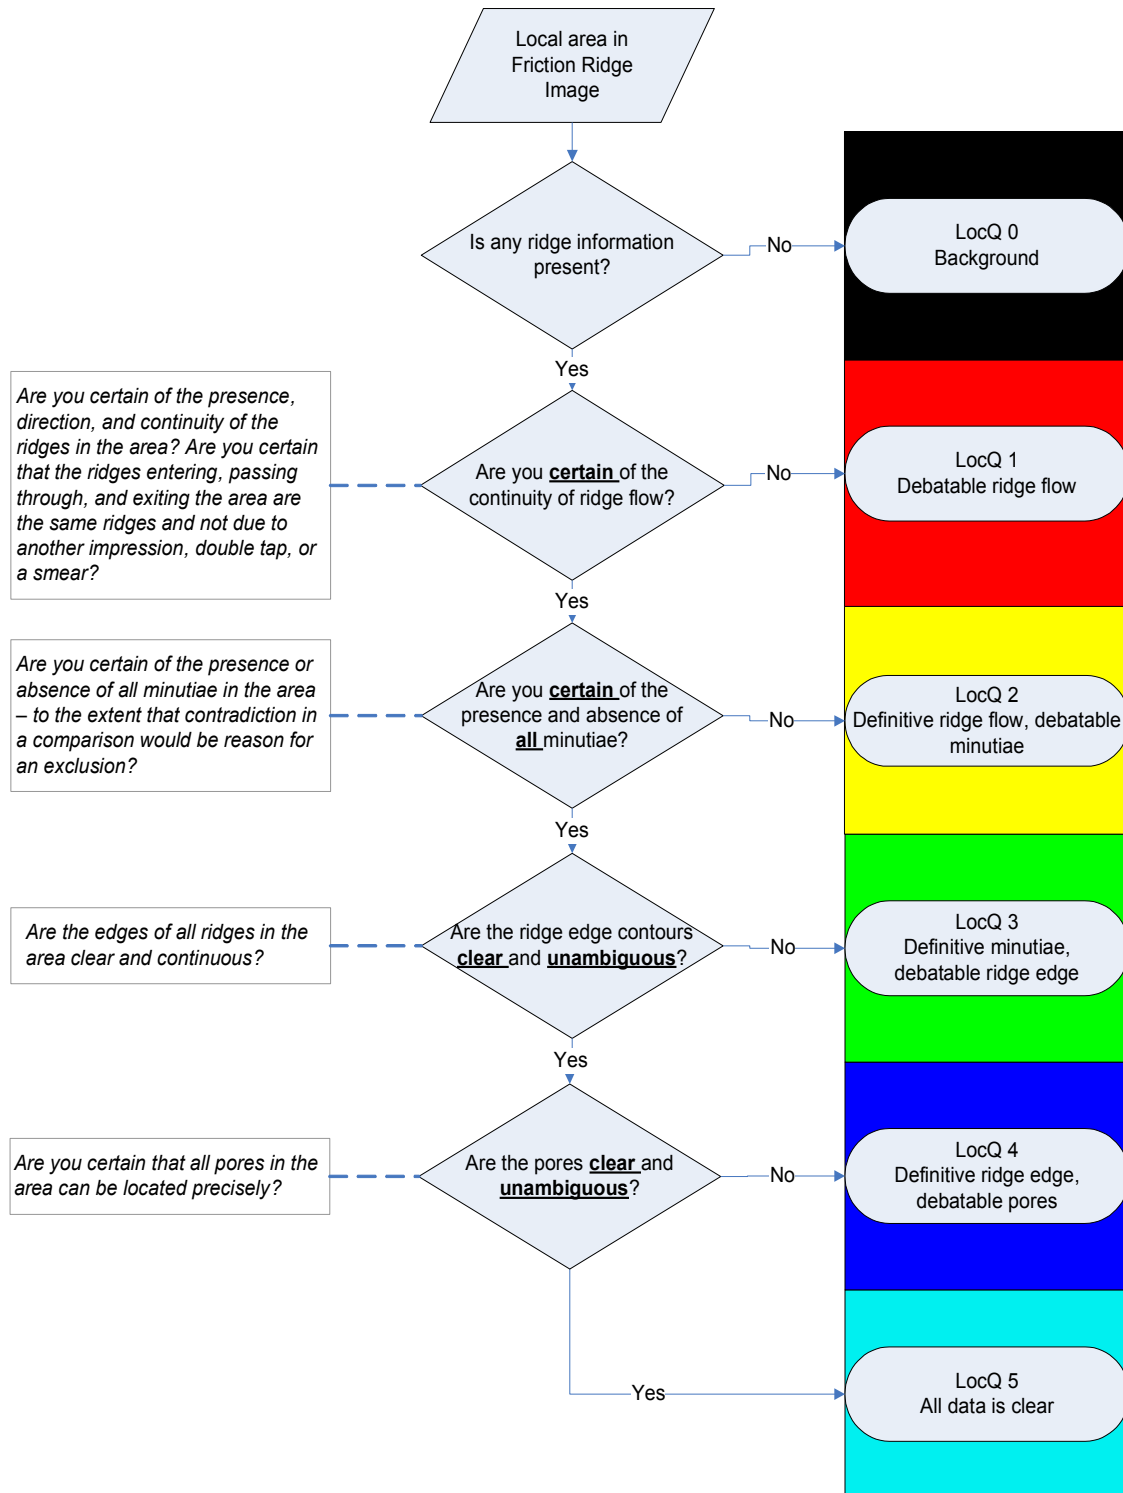 Local area in
Friction Ridge
Image
Is any ridge information
present?
No
LocQ 0
Background
Yes
Are you certain of the presence,
direction, and continuity of the
ridges in the area? Are you certain
that the ridges entering, passing
through, and exiting the area are
the same ridges and not due to
another impression, double tap, or
a smear?
Are you certain of the
continuity of ridge flow?
No
LocQ 1
Debatable ridge flow
Yes
Are you certain of the presence or
absence of all minutiae in the area
– to the extent that contradiction in
a comparison would be reason for
an exclusion?
Are you certain of the
presence and absence of
all minutiae?
No
LocQ 2
Definitive ridge flow, debatable
minutiae
Yes
Are the edges of all ridges in the
area clear and continuous?
Are the ridge edge contours
clear and unambiguous?
No
LocQ 3
Definitive minutiae,
debatable ridge edge
Yes
Are you certain that all pores in the
area can be located precisely?
Are the pores clear and
unambiguous?
No
LocQ 4
Definitive ridge edge,
debatable pores
Yes
LocQ 5
All data is clear